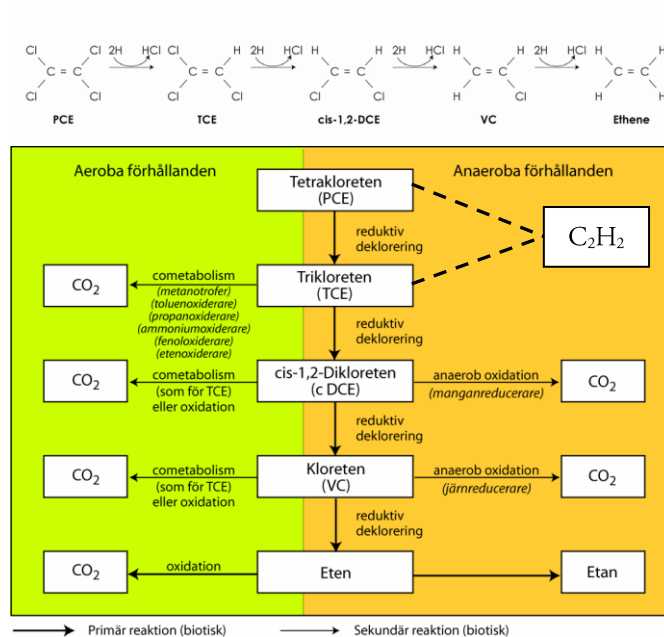 Cl Cl 2H HCl Cl H 2H HCl H H 2H HCl H H 2H HCl H H
C = C C = C C = C C = C C = C
Cl Cl Cl Cl Cl Cl H Cl H H
PCE TCE cis-1,2-DCE VC Ethene
Aeroba förhållanden Anaeroba förhållanden
Tetrakloreten
(PCE)
C₂H₂
reduktiv
deklorering
CO₂
cometabolism
(metanotrofer)
(toluenoxiderare)
(propanoxiderare)
(ammoniumoxiderare)
(fenoloxiderare)
(etenoxiderare)
Trikloreten
(TCE)
reduktiv
deklorering
CO₂
cometabolism
(som för TCE)
eller oxidation
cis-1,2-Dikloreten
(c DCE)
anaerob oxidation
(manganreducerare)
CO₂
reduktiv
deklorering
CO₂
cometabolism
(som för TCE)
eller oxidation
Kloreten
(VC)
anaerob oxidation
(järnreducerare)
CO₂
reduktiv
deklorering
CO₂
oxidation
Eten
Etan
Primär reaktion (biotisk) Sekundär reaktion (biotisk)